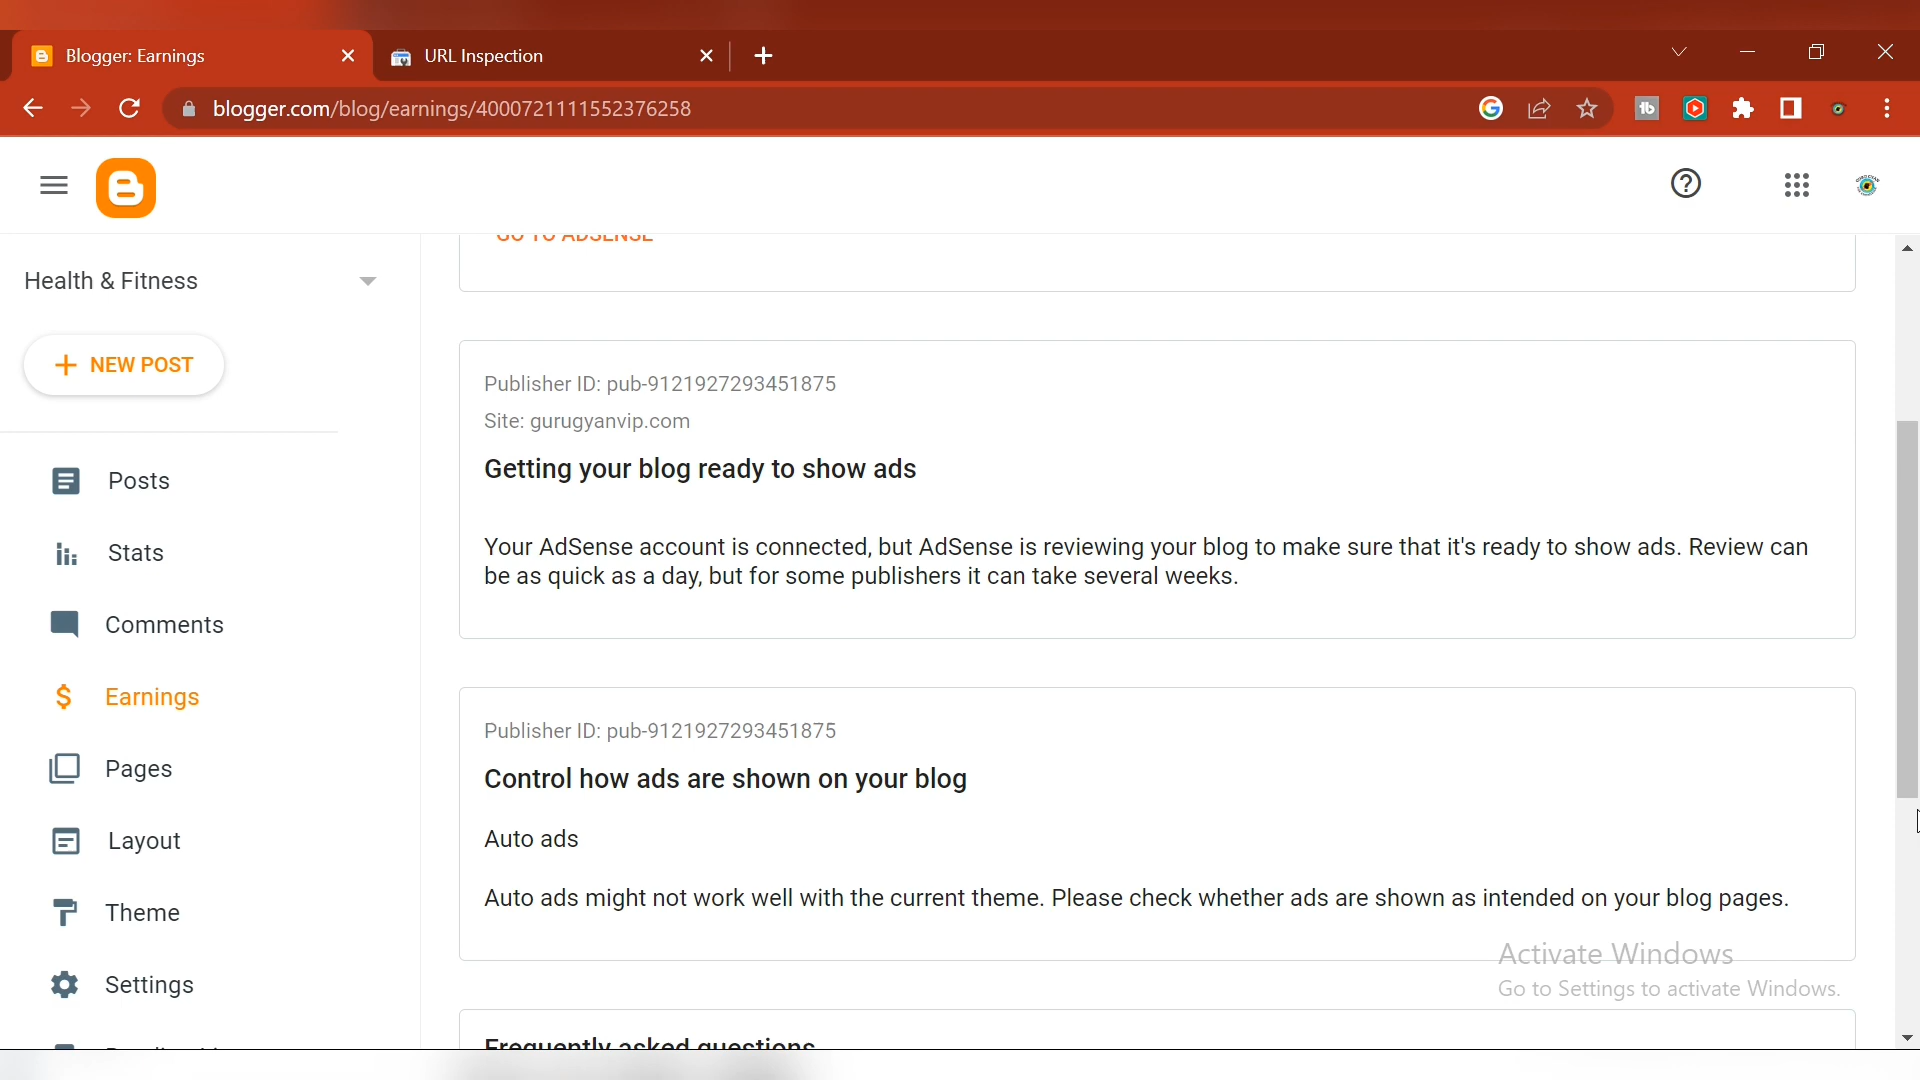 Blogger: Earnings
URL Inspection
blogger.com/blog/earnings/4000721111552376258
GO TO ADSENSE
Health & Fitness
NEW POST
Posts
Stats
Comments
Earnings
Pages
Layout
Theme
Settings
Publisher ID: pub-9121927293451875
Site: gurugyanvip.com
Getting your blog ready to show ads
Your AdSense account is connected, but AdSense is reviewing your blog to make sure that it's ready to show ads. Review can
be as quick as a day, but for some publishers it can take several weeks.
Publisher ID: pub-9121927293451875
Control how ads are shown on your blog
Auto ads
Auto ads might not work well with the current theme. Please check whether ads are shown as intended on your blog pages.
Activate Windows
Go to Settings to activate Windows.
Frequently asked questions